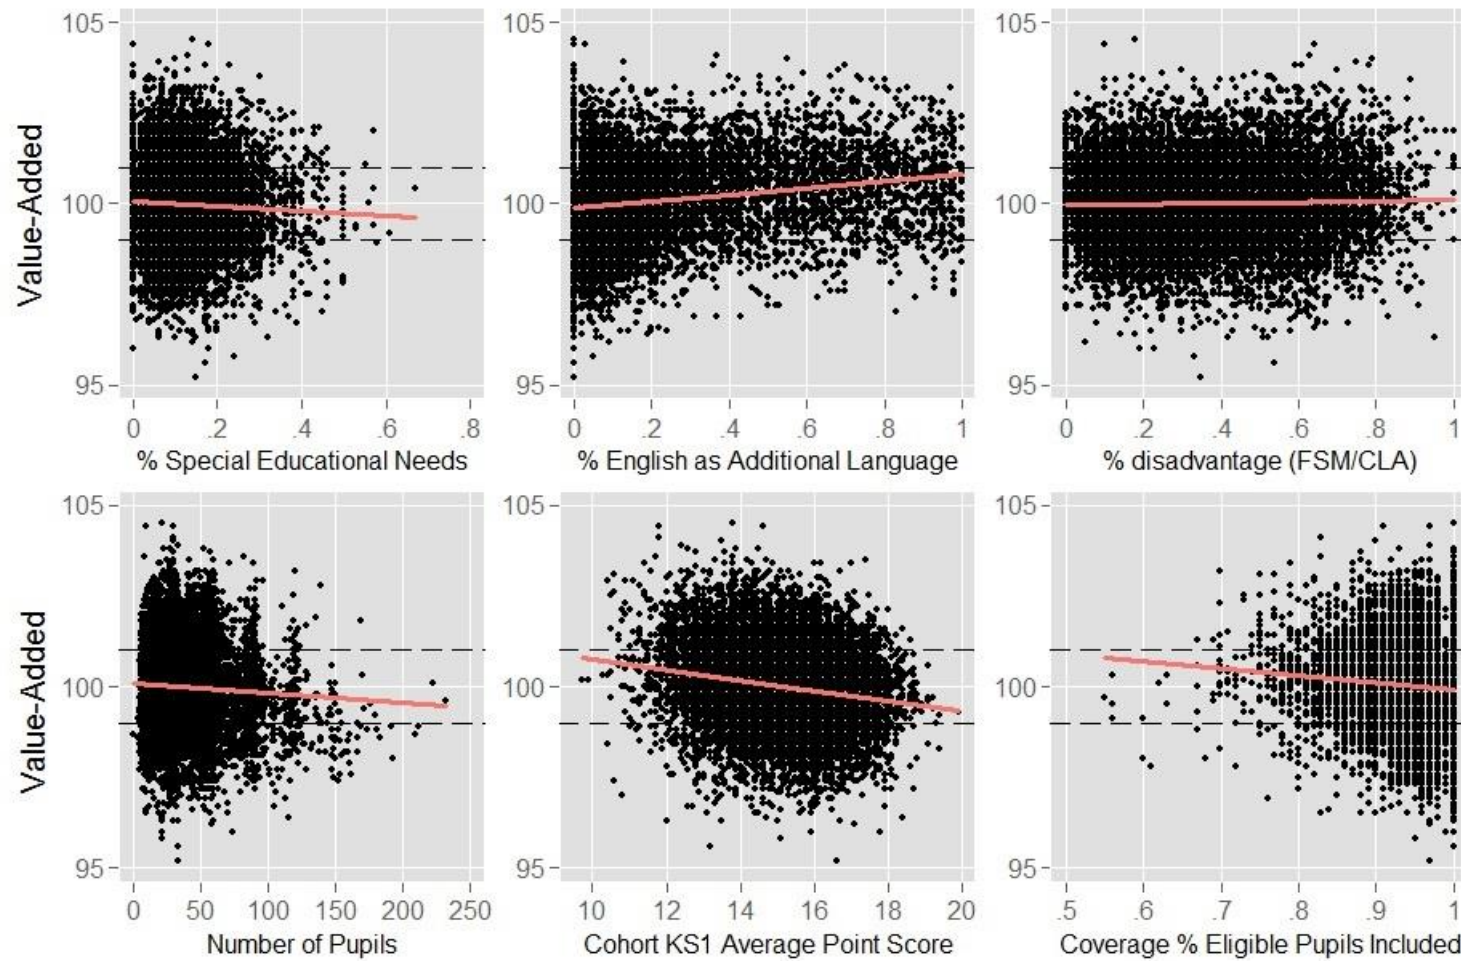 Value-Added
105
100
95
0 .2 .4 .6 .8
% Special Educational Needs
105
100
95
0 .2 .4 .6 .8 1
% English as Additional Language
105
100
95
0 .2 .4 .6 .8 1
% disadvantage (FSM/CLA)
Value-Added
105
100
95
0 50 100 150 200 250
Number of Pupils
105
100
95
10 12 14 16 18 20
Cohort KS1 Average Point Score
105
100
95
.5 .6 .7 .8 .9 1
Coverage % Eligible Pupils Included